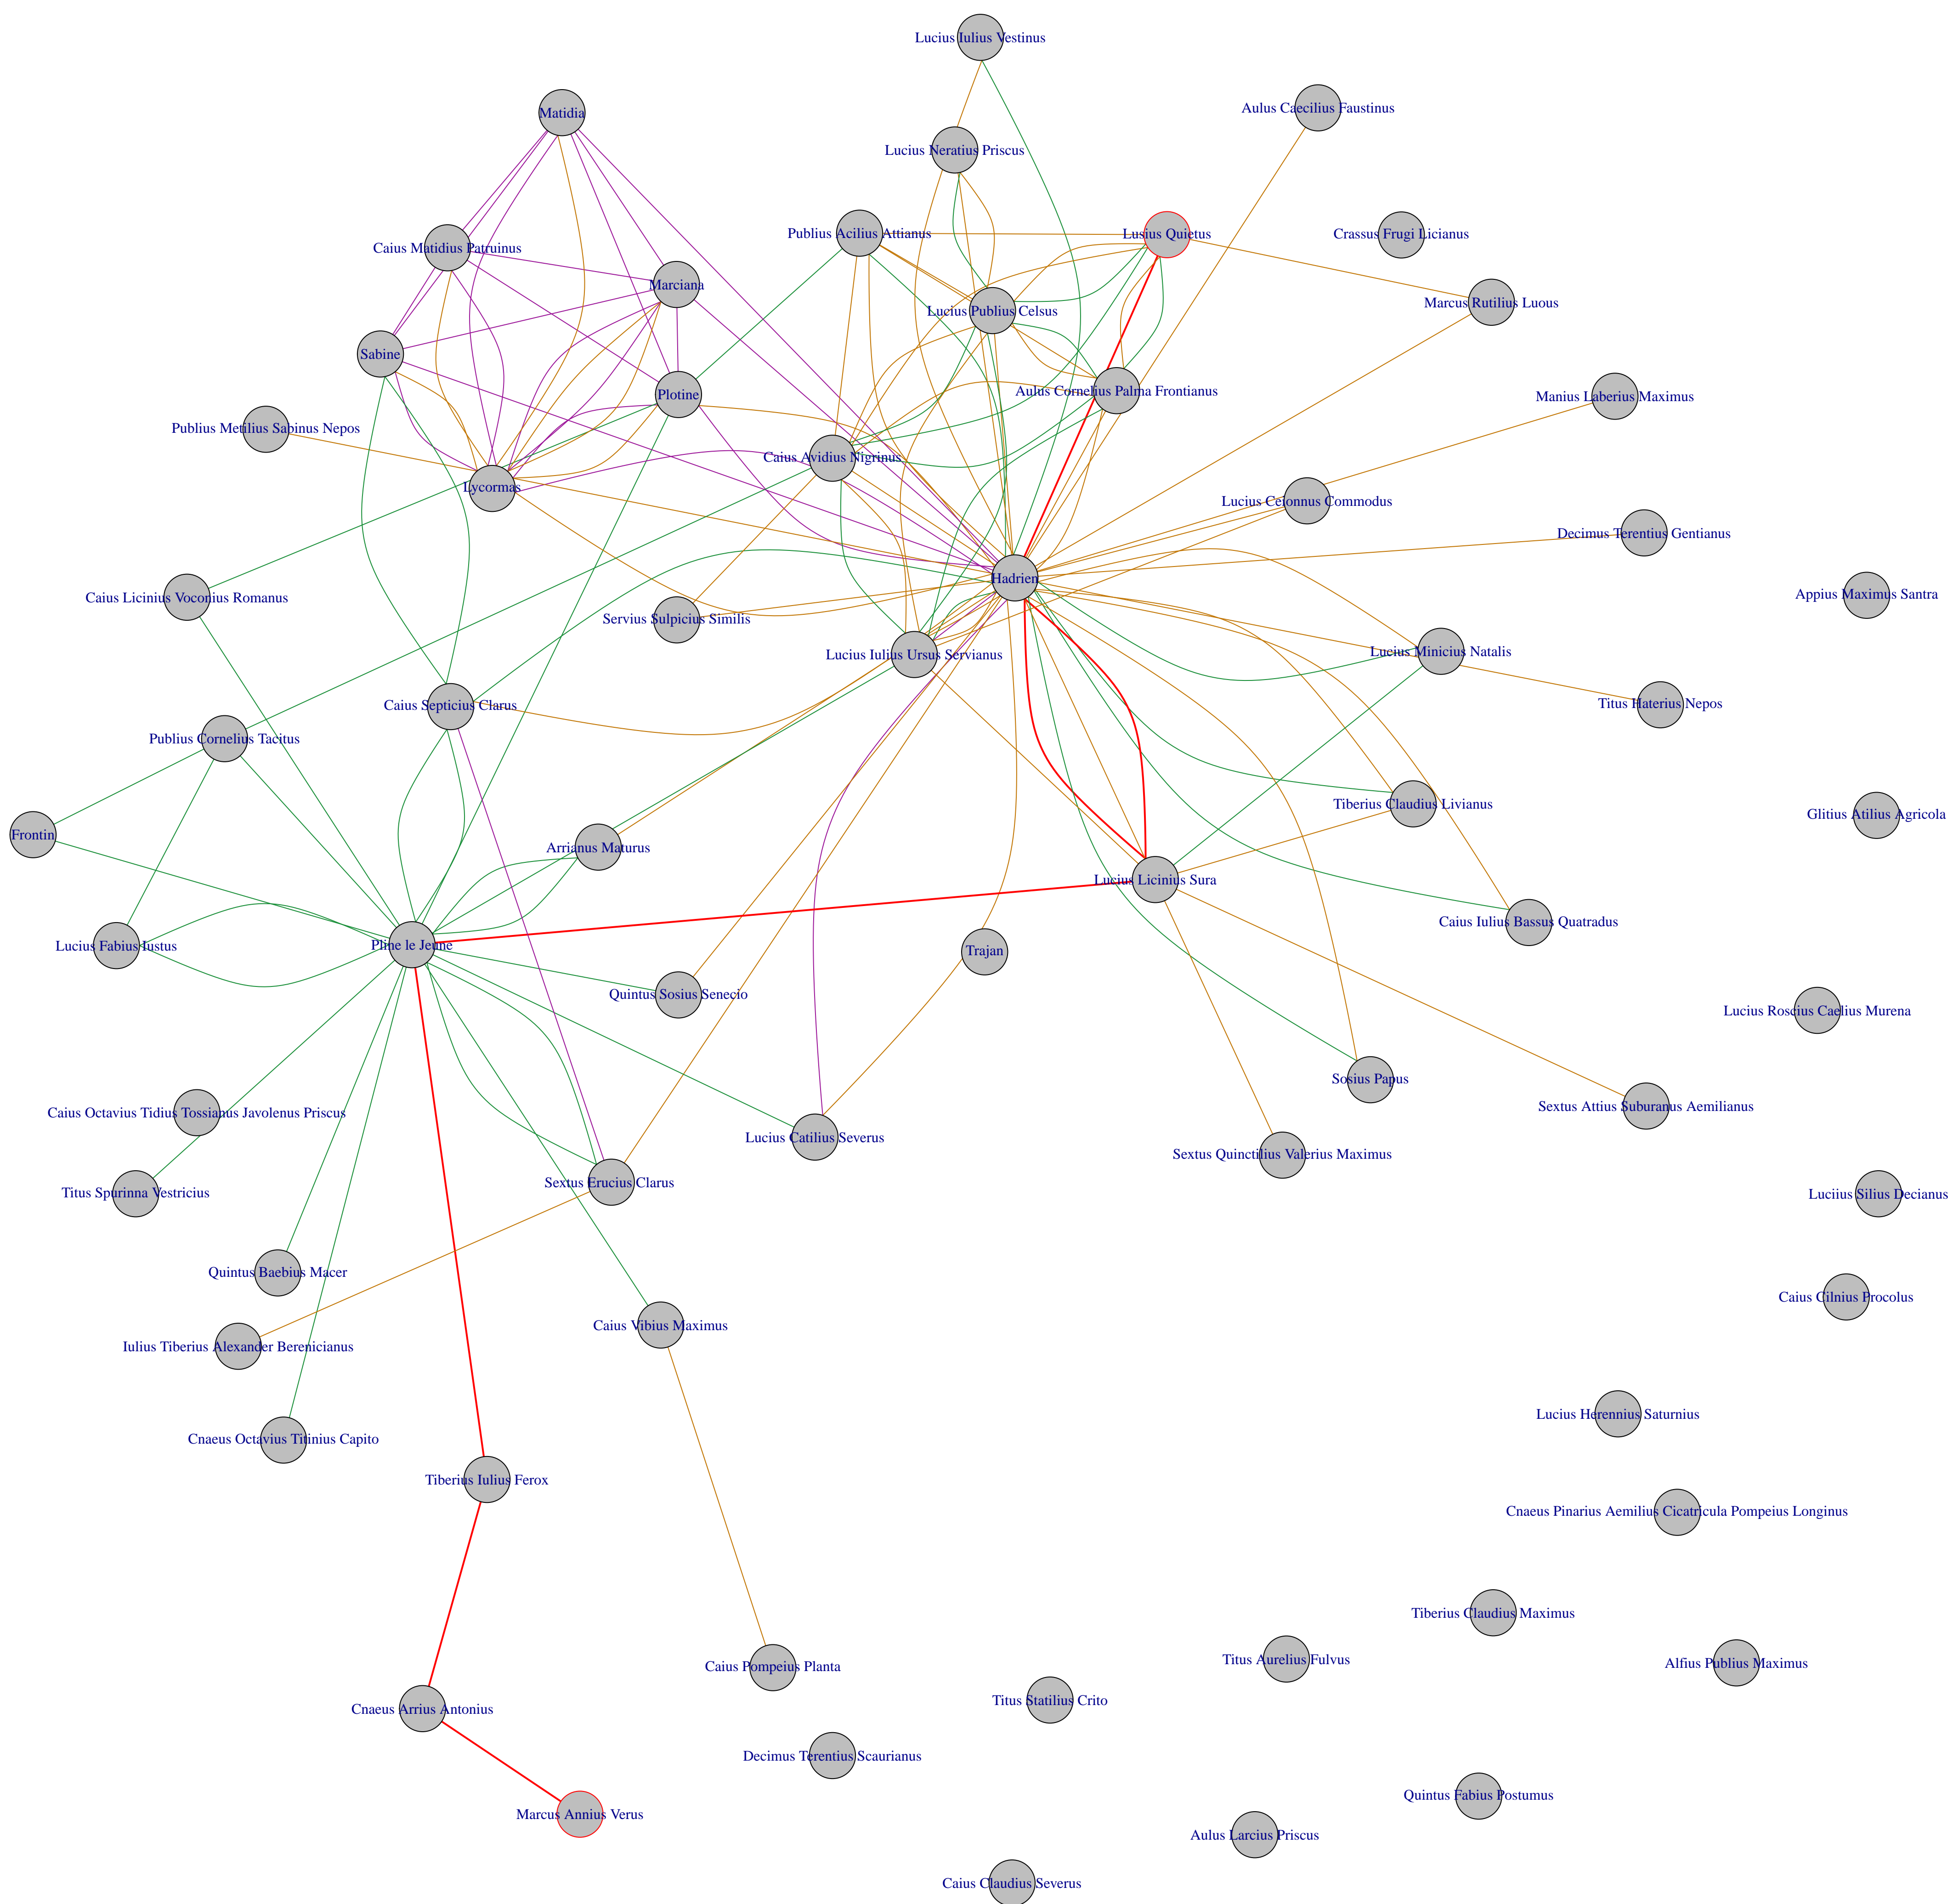 Lucius Iulius Vestinus
Aulus Caecilius Faustinus
Matidia
Lucius Neratius Priscus
Publius Acilius Attianus
Lusius Quietus
Crassus Frugi Licianus
Caius Matidius Patruinus
Marciana
Marcus Rutilius Luous
Lucius Publius Celsus
Sabine
Plotine
Aulus Cornelius Palma Frontianus
Manius Laberius Maximus
Publius Metilius Sabinus Nepos
Caius Avidius Nigrinus
Lycormas
Lucius Ceionnus Commodus
Decimus Terentius Gentianus
Hadrien
Caius Licinius Voconius Romanus
Appius Maximus Santra
Servius Sulpicius Similis
Lucius Iulius Ursus Servianus
Lucius Minicius Natalis
Caius Septicius Clarus
Titus Haterius Nepos
Publius Cornelius Tacitus
Tiberius Claudius Livianus
Glitius Atilius Agricola
Frontin
Arrianus Maturus
Lucius Licinius Sura
Caius Iulius Bassus Quatradus
Lucius Fabius Iustus
Pline le Jeune
Trajan
Quintus Sosius Senecio
Lucius Roscius Caelius Murena
Sosius Papus
Caius Octavius Tidius Tossianus Javolenus Priscus
Sextus Attius Suburanus Aemilianus
Lucius Catilius Severus
Sextus Quinctilius Valerius Maximus
Sextus Erucius Clarus
Titus Spurinna Vestricius
Luciius Silius Decianus
Quintus Baebius Macer
Caius Cilnius Procolus
Caius Vibius Maximus
Iulius Tiberius Alexander Berenicianus
Lucius Herennius Saturnius
Cnaeus Octavius Titinius Capito
Tiberius Iulius Ferox
Cnaeus Pinarius Aemilius Cicatricula Pompeius Longinus
Tiberius Claudius Maximus
Titus Aurelius Fulvus
Alfius Publius Maximus
Caius Pompeius Planta
Titus Statilius Crito
Cnaeus Arrius Antonius
Decimus Terentius Scaurianus
Quintus Fabius Postumus
Marcus Annius Verus
Aulus Larcius Priscus
Caius Claudius Severus